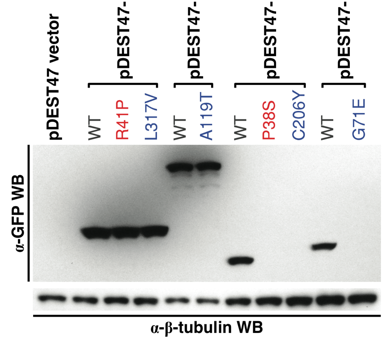 pDEST47 vector
pDEST47-
pDEST47-
pDEST47-
pDEST47-
WT
R41P
L317V
WT
A119T
WT
P38S
C206Y
WT
G71E
α-GFP WB
α-β-tubulin WB